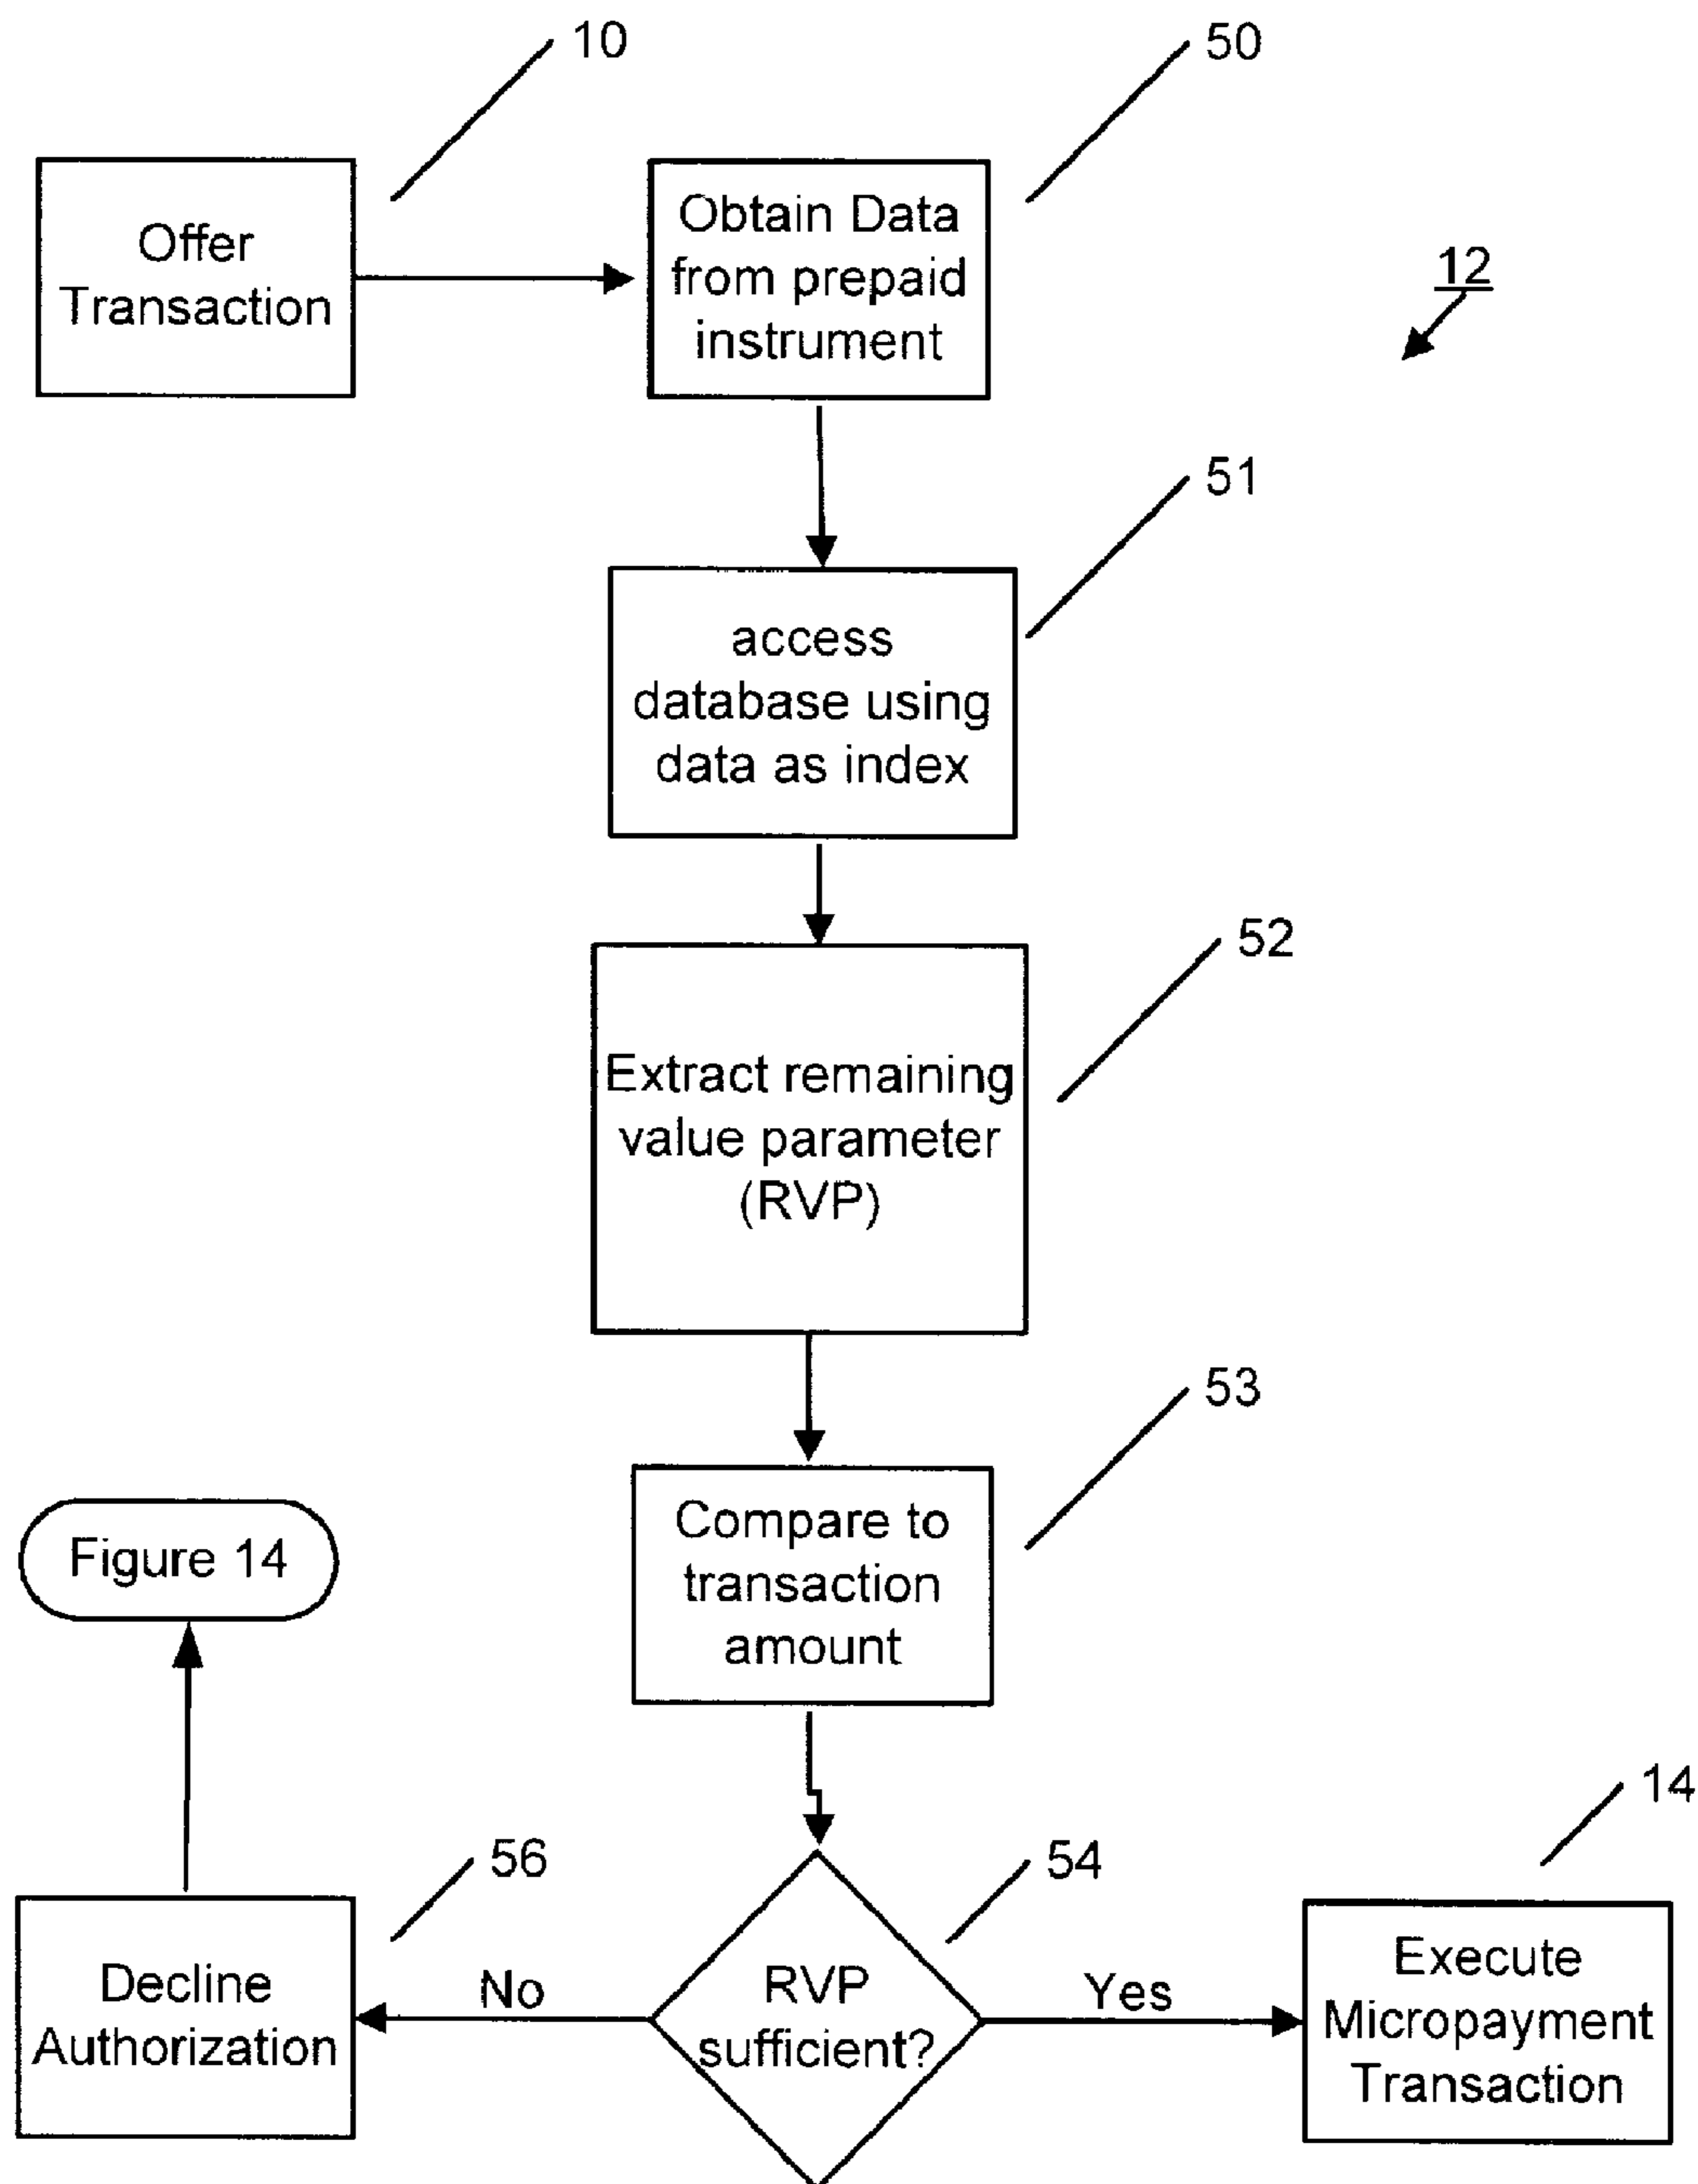 10
50
Offer
Transaction
Obtain Data
from prepaid
instrument
12
51
access
database using
data as index
52
Extract remaining
value parameter
(RVP)
53
Compare to
transaction
amount
Figure 14
14
56
54
Decline
Authorization
No
RVP
sufficient?
Yes
Execute
Micropayment
Transaction